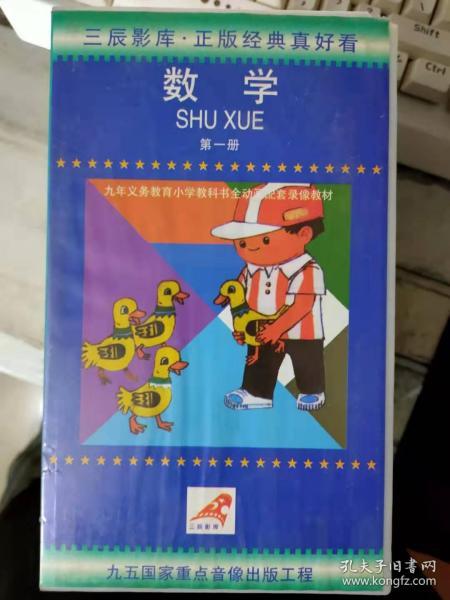 三辰影库·正版经典真好看
数 学
SHU XUE
第一册
九年义务教育小学教科书全动画配套录像教材
三辰影库
九五国家重点音像出版工程
Shift
Ctrl
孔夫子旧书网
www.kongfz.com